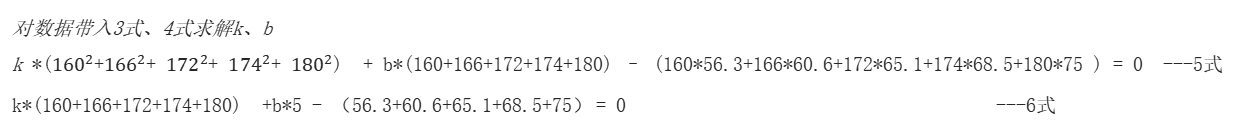 对数据带入3式、4式求解k、b
k *(160²+166²+ 172²+ 174²+ 180²) + b*(160+166+172+174+180) - (160*56.3+166*60.6+172*65.1+174*68.5+180*75 ) = 0 ---5式
k*(160+166+172+174+180) +b*5 - （56.3+60.6+65.1+68.5+75）= 0 ---6式